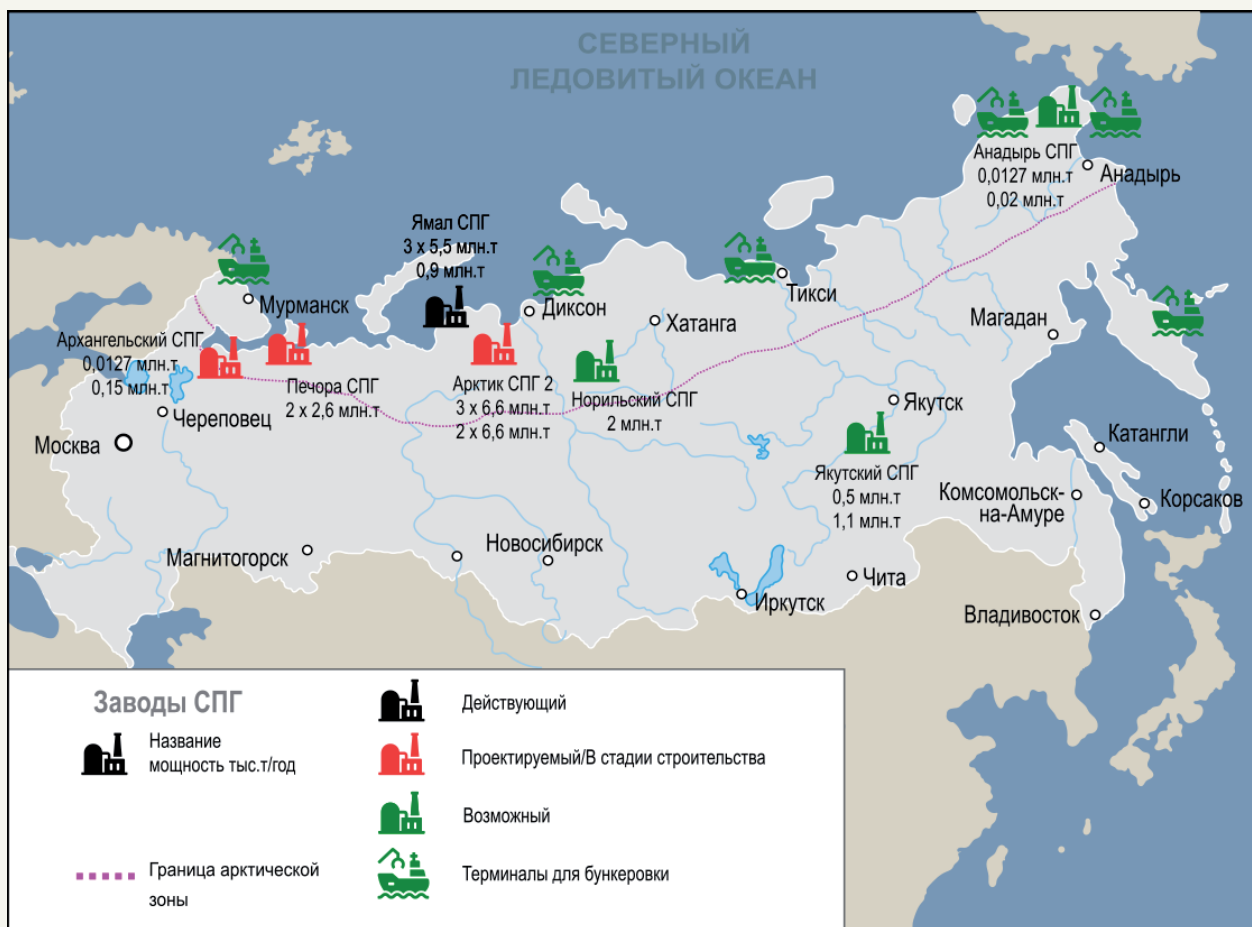 СЕВЕРНЫЙ
ЛЕДОВИТЫЙ ОКЕАН
Анадырь СПГ
0,0127 млн.т
0,02 млн.т
Анадырь
Ямал СПГ
3 x 5,5 млн.т
0,9 млн.т
Мурманск
Диксон
Тикси
Хатанга
Магадан
Архангельский СПГ
0,0127 млн.т
0,15 млн.т
Печора СПГ
2 x 2,6 млн.т
Арктик СПГ 2
3 x 6,6 млн.т
2 x 6,6 млн.т
Норильский СПГ
2 млн.т
Якутск
Череповец
Москва
Якутский СПГ
0,5 млн.т
1,1 млн.т
Катангли
Комсомольск-
на-Амуре
Корсаков
Магнитогорск
Новосибирск
Чита
Иркутск
Владивосток
Заводы СПГ
Название
мощность тыс.т/год
Граница арктической
зоны
Действующий
Проектируемый/В стадии строительства
Возможный
Терминалы для бункеровки